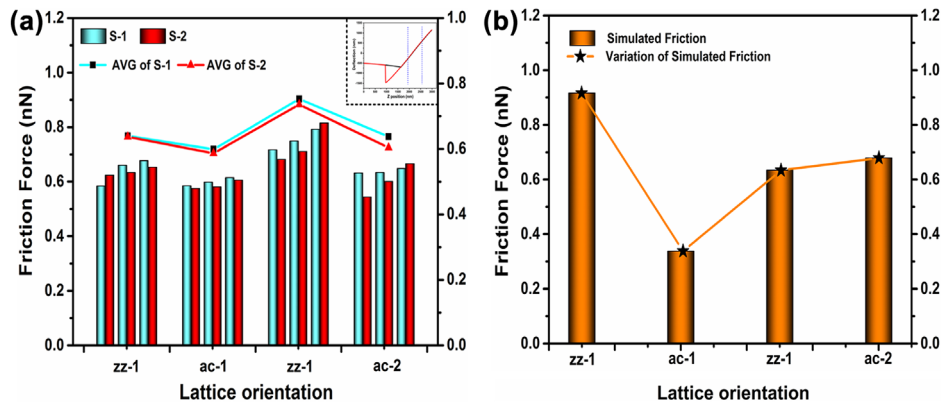 (a)
S-1 S-2
AVG of S-1 AVG of S-2
Friction Force (nN)
1.2
1.0
0.8
0.6
0.4
0.2
0.0
1.0
0.8
0.6
0.4
0.2
0.0
Z position (nm)
zz-1 ac-1 zz-1 ac-2
Lattice orientation
(b)
Simulated Friction
Variation of Simulated Friction
Friction Force (nN)
1.2
1.0
0.8
0.6
0.4
0.2
0.0
1.2
1.0
0.8
0.6
0.4
0.2
0.0
zz-1 ac-1 zz-1 ac-2
Lattice orientation